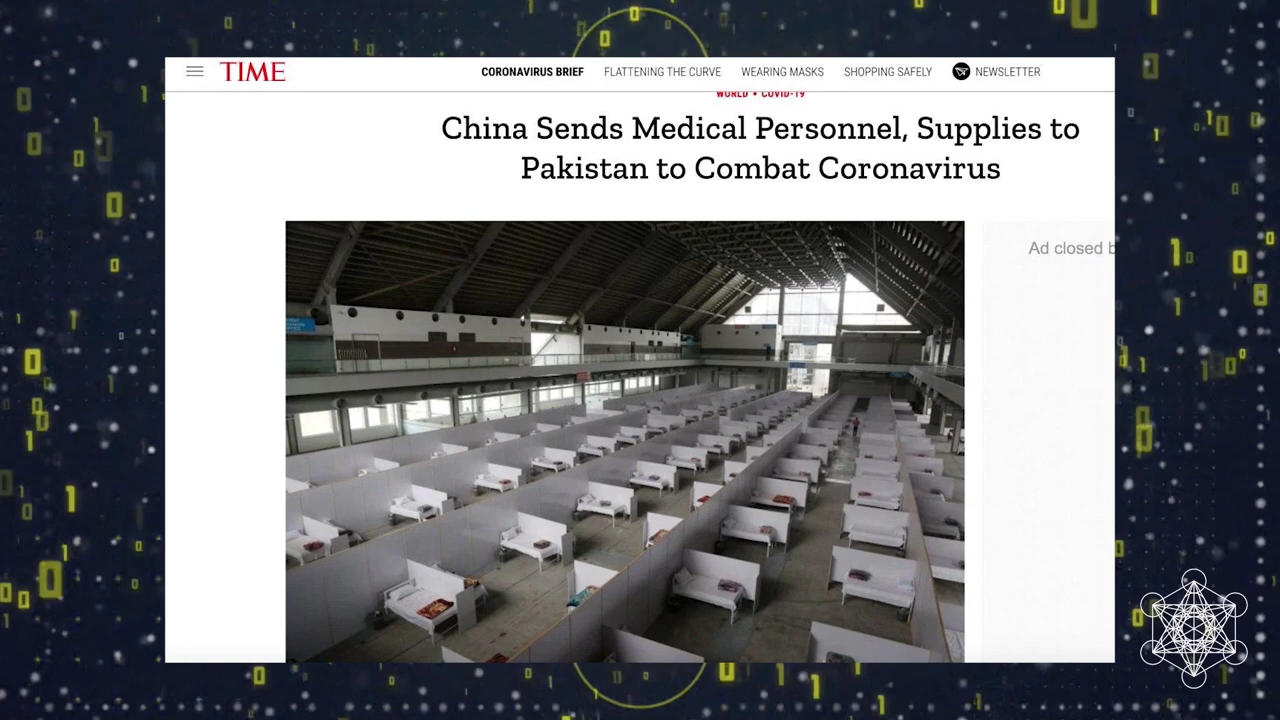 TIME
CORONAVIRUS BRIEF FLATTENING THE CURVE WEARING MASKS SHOPPING SAFELY NEWSLETTER
WORLD • COVID-19
China Sends Medical Personnel, Supplies to
Pakistan to Combat Coronavirus
Ad closed b